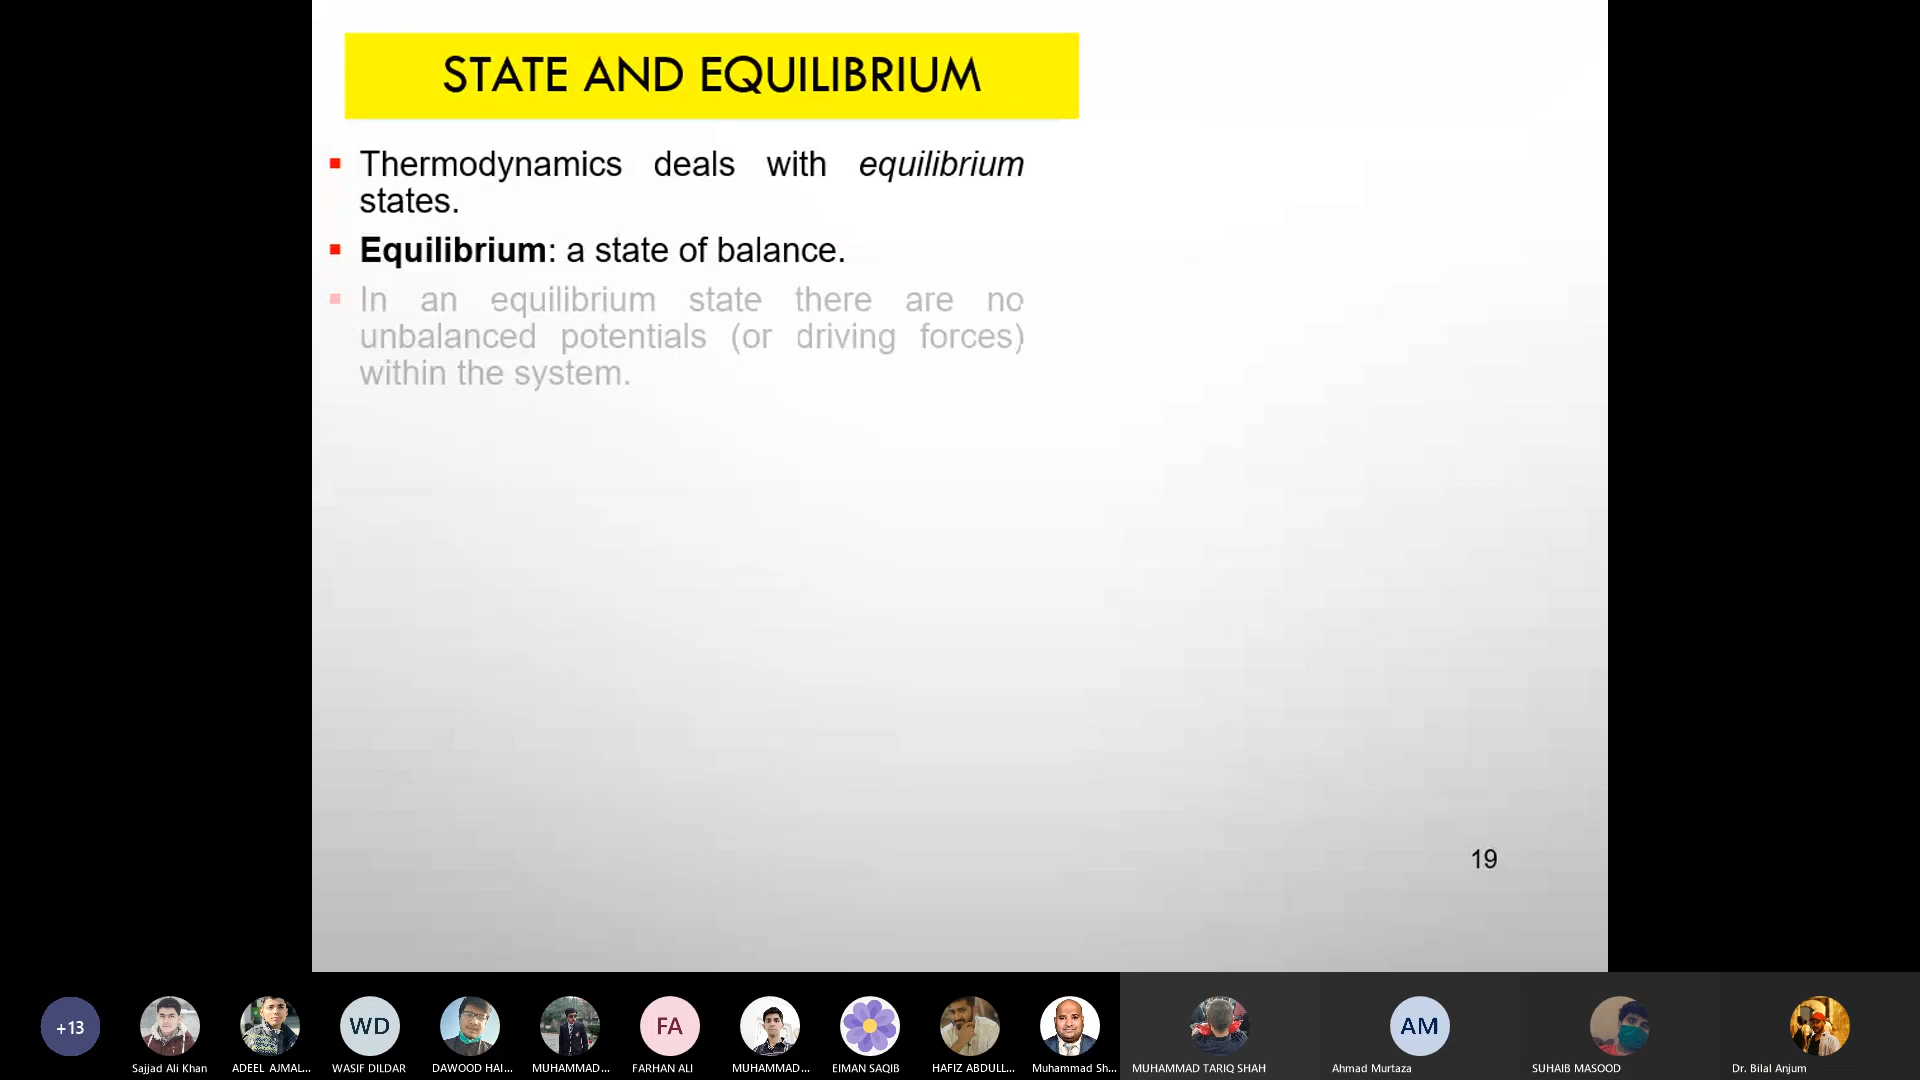 STATE AND EQUILIBRIUM
Thermodynamics deals with equilibrium
states.
Equilibrium: a state of balance.
In an equilibrium state there are no
unbalanced potentials (or driving forces)
within the system.
19
+13
WD
FA
AM
Sajjad Ali Khan
ADEEL AJMAL...
WASIF DILDAR
DAWOOD HAI...
MUHAMMAD...
FARHAN ALI
MUHAMMAD...
EIMAN SAQIB
HAFIZ ABDULL...
Muhammad Sh...
MUHAMMAD TARIQ SHAH
Ahmad Murtaza
SUHAIB MASOOD
Dr. Bilal Anjum